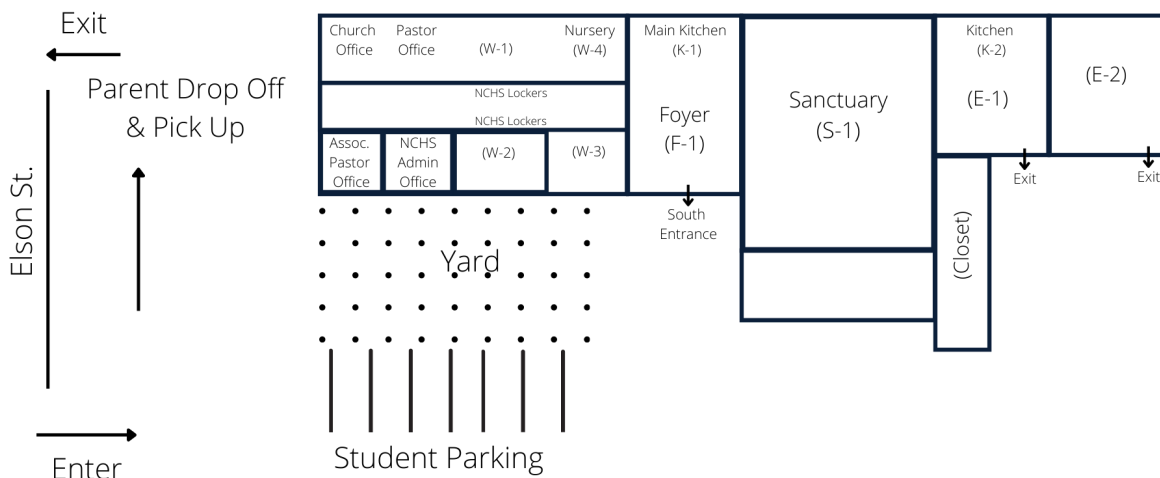 Exit
Parent Drop Off
& Pick Up
Elson St.
Enter
Church
Office
Pastor
Office
(W-1)
Nursery
(W-4)
NCHS Lockers
NCHS Lockers
Assoc.
Pastor
Office
NCHS
Admin
Office
(W-2)
(W-3)
Main Kitchen
(K-1)
Foyer
(F-1)
South
Entrance
Sanctuary
(S-1)
Kitchen
(K-2)
(E-1)
(E-2)
Exit
Exit
(Closet)
Yard
Student Parking